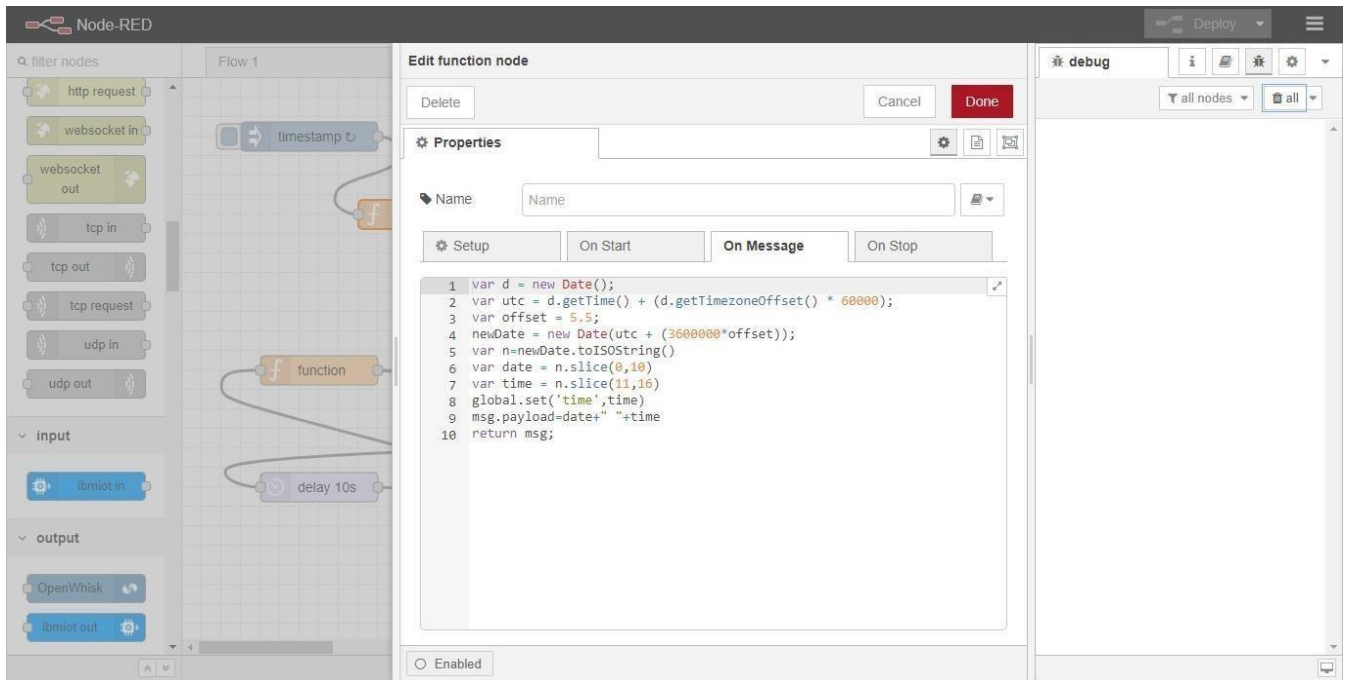 Node-RED
Deploy
filter nodes
Flow 1
Edit function node
debug
i
Delete
Cancel
Done
all nodes
all
http request
websocket in
websocket
out
tcp in
tcp out
tcp request
udp in
udp out
input
ibmiot in
output
OpenWhisk
ibmiot out
timestamp ↻
f
function
delay 10s
Properties
Name
Name
Setup
On Start
On Message
On Stop
1 var d = new Date();
2 var utc = d.getTime() + (d.getTimezoneOffset() * 60000);
3 var offset = 5.5;
4 newDate = new Date(utc + (3600000*offset));
5 var n=newDate.toISOString()
6 var date = n.slice(0,10)
7 var time = n.slice(11,16)
8 global.set('time',time)
9 msg.payload=date+" "+time
10 return msg;
Enabled